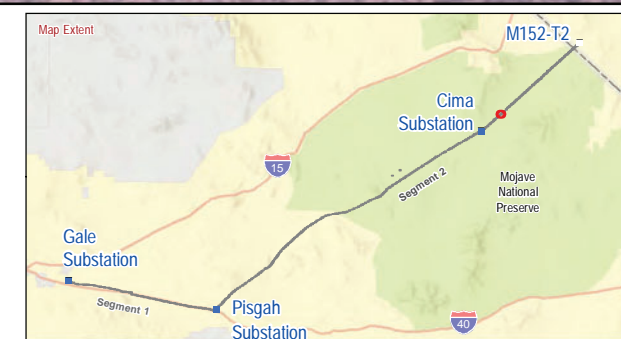 Map Extent
M152-T2
Cima
Substation
15
Segment 2
Mojave
National
Preserve
Gale
Substation
Segment 1
Pisgah
Substation
40